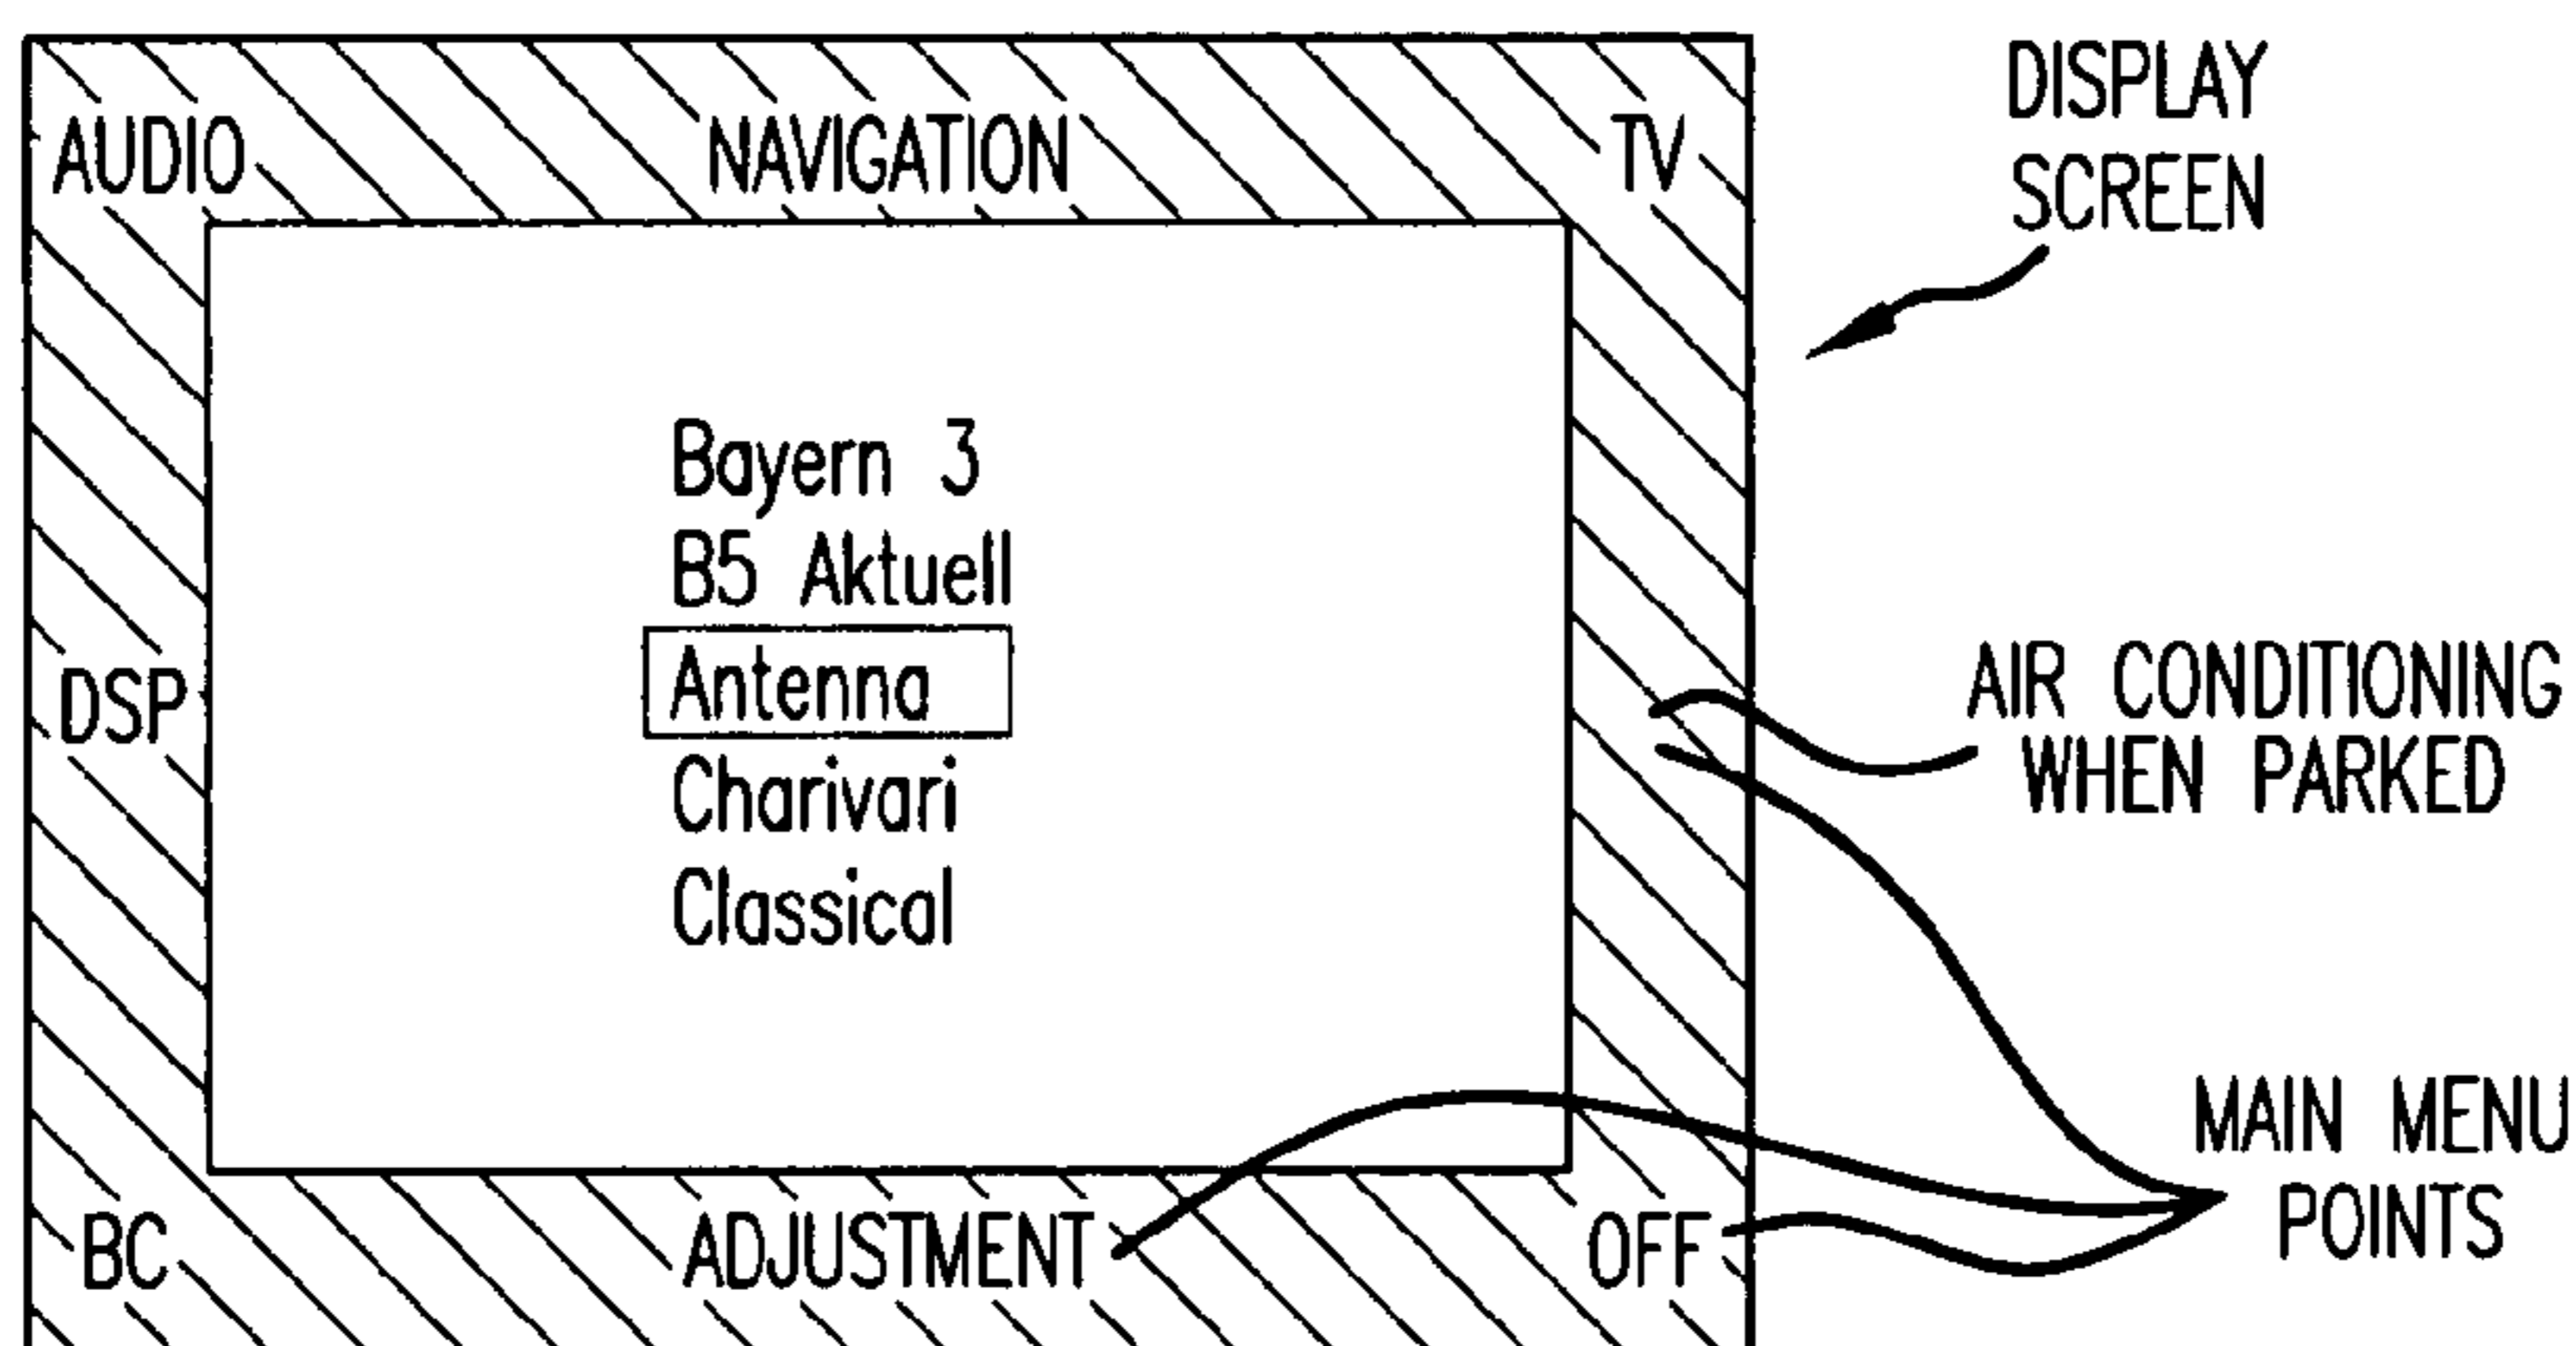 DISPLAY
SCREEN
AUDIO NAVIGATION TV
Bayern 3
B5 Aktuell
Antenna
Charivari
Classical
DSP
AIR CONDITIONING
WHEN PARKED
MAIN MENU
POINTS
BC ADJUSTMENT OFF